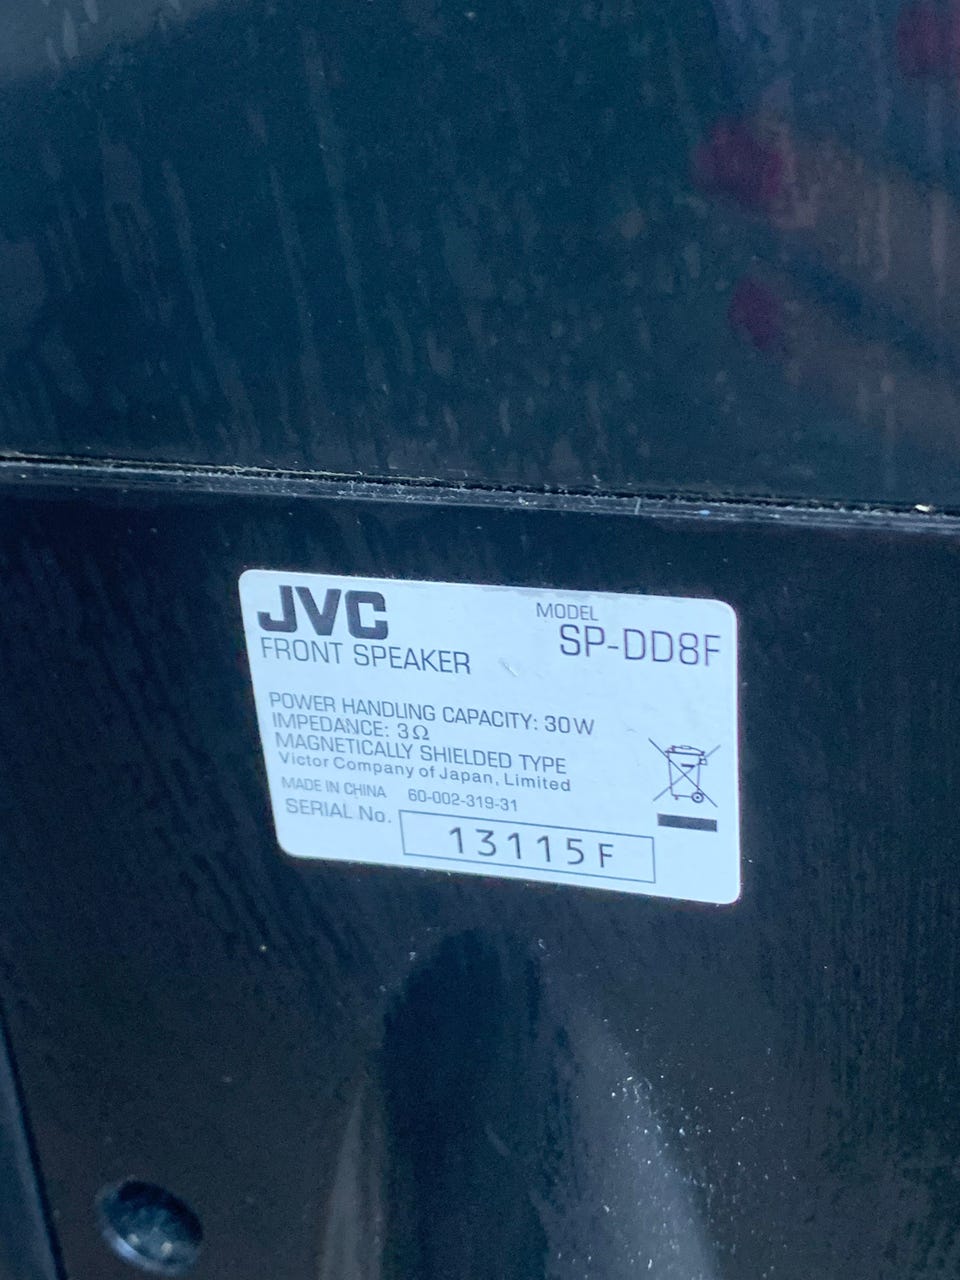 JVC
MODEL
SP-DD8F
FRONT SPEAKER
POWER HANDLING CAPACITY: 30W
IMPEDANCE: 3Ω
MAGNETICALLY SHIELDED TYPE
Victor Company of Japan, Limited
MADE IN CHINA 60-002-319-31
SERIAL No. 13115F